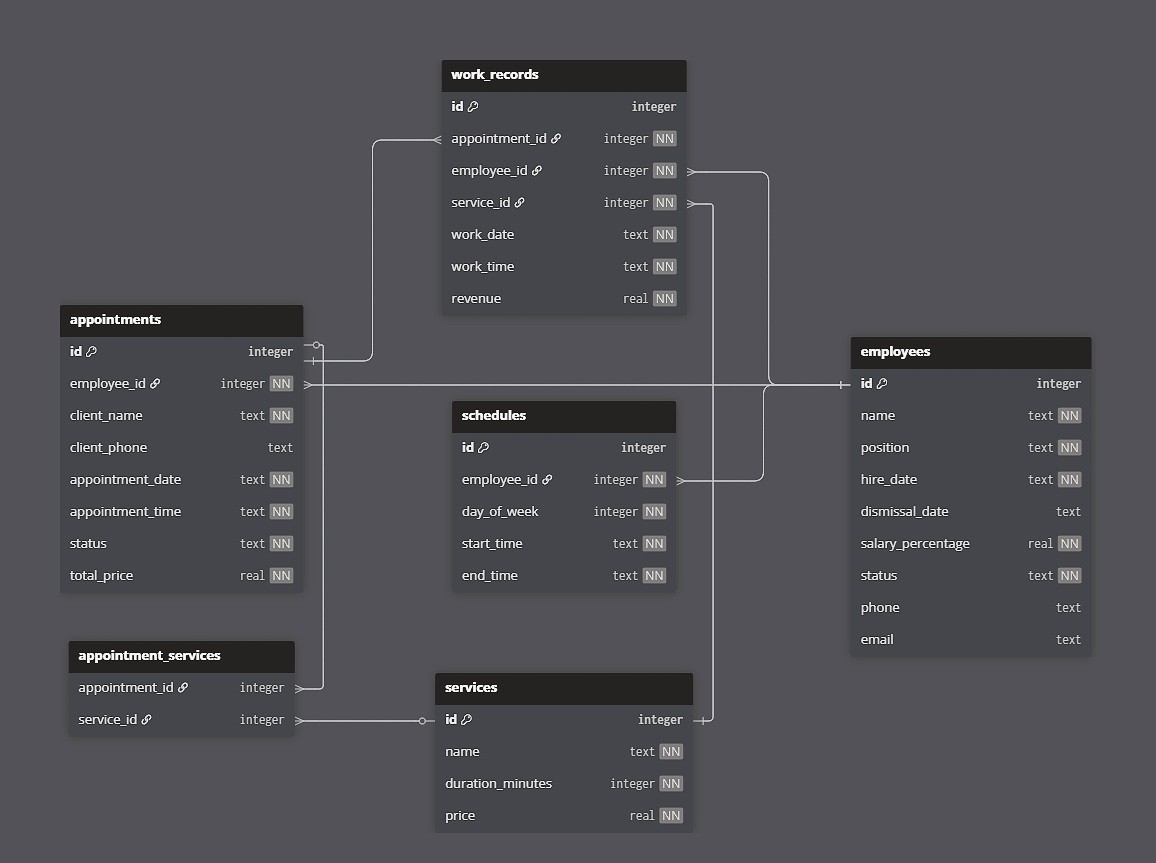 work_records
id integer
appointment_id integer NN
employee_id integer NN
service_id integer NN
work_date text NN
work_time text NN
revenue real NN
appointments
id integer
employee_id integer NN
client_name text NN
client_phone text
appointment_date text NN
appointment_time text NN
status text NN
total_price real NN
employees
id integer
name text NN
position text NN
hire_date text NN
dismissal_date text
salary_percentage real NN
status text NN
phone text
email text
schedules
id integer
employee_id integer NN
day_of_week integer NN
start_time text NN
end_time text NN
appointment_services
appointment_id integer
service_id integer
services
id integer
name text NN
duration_minutes integer NN
price real NN